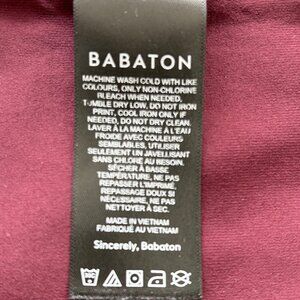 BABATON
MACHINE WASH COLD WITH LIKE
COLOURS, ONLY NON-CHLORINE
BLEACH WHEN NEEDED,
TUMBLE DRY LOW. DO NOT IRON
PRINT, COOL IRON ONLY IF
NEEDED, DO NOT DRY CLEAN.
LAVER À LA MACHINE À L'EAU
FROIDE AVEC COULEURS
SEMBLABLES, UTILISER
SEULEMENT UN JAVELLISANT
SANS CHLORE AU BESOIN.
SÉCHER À BASSE
TEMPÉRATURE, NE PAS
REPASSER L'IMPRIMÉ,
REPASSAGE DOUX SI
NÉCESSAIRE. NE PAS
NETTOYER À SEC.
MADE IN VIETNAM
FABRIQUÉ AU VIETNAM
Sincerely, Babaton